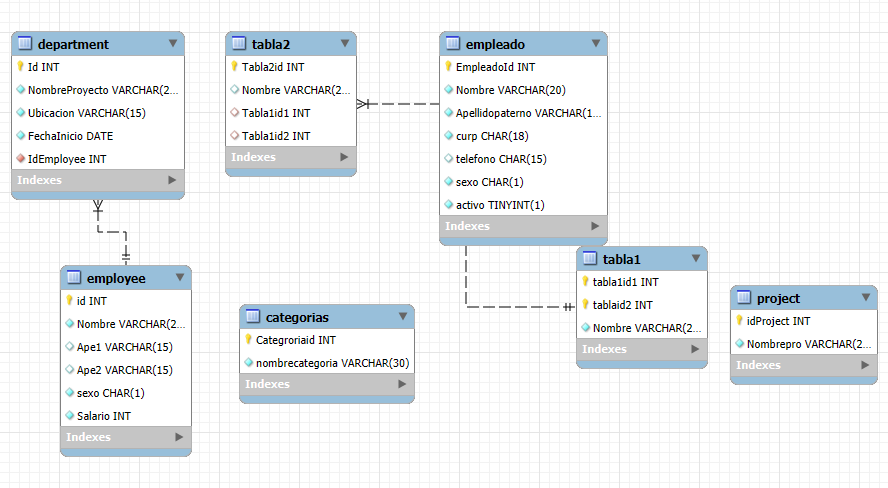 department
Id INT
NombreProyecto VARCHAR(2...
Ubicacion VARCHAR(15)
FechaInicio DATE
IdEmployee INT
Indexes
tabla2
Tabla2id INT
Nombre VARCHAR(2...
Tabla1id1 INT
Tabla1id2 INT
Indexes
empleado
EmpleadoId INT
Nombre VARCHAR(20)
Apellidopaterno VARCHAR(1...
curp CHAR(18)
telefono CHAR(15)
sexo CHAR(1)
activo TINYINT(1)
Indexes
employee
id INT
Nombre VARCHAR(2...
Ape1 VARCHAR(15)
Ape2 VARCHAR(15)
sexo CHAR(1)
Salario INT
Indexes
categorias
Categroriaid INT
nombrecategoria VARCHAR(30)
Indexes
tabla1
tabla1id1 INT
tablaid2 INT
Nombre VARCHAR(2...
Indexes
project
idProject INT
Nombrepro VARCHAR(2...
Indexes